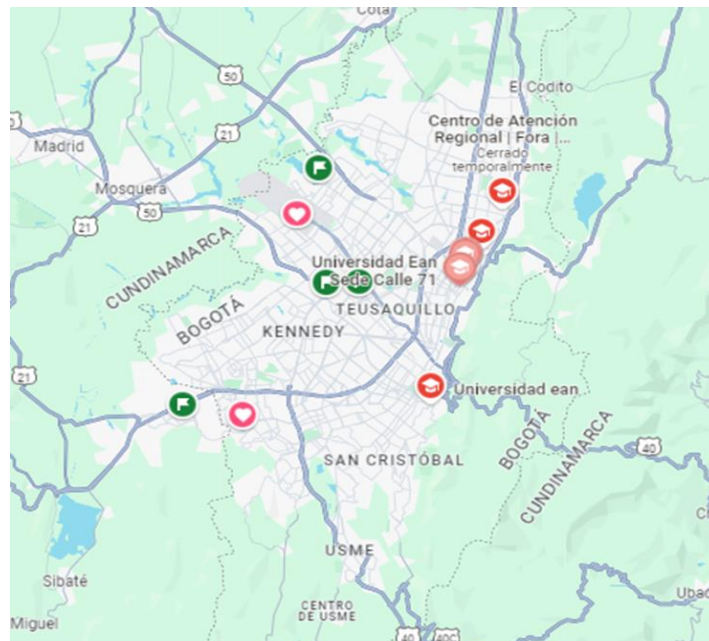 Cota
50
El Codito
21
Centro de Atención
Regional | Fora |...
Cerrado
temporalmente
Madrid
Mosquera
50
21
CUNDINAMARCA
Universidad Ean
Sede Calle 71
BOGOTÁ
TEUSAQUILLO
KENNEDY
21
Universidad ean
BOGOTÁ
CUNDINAMARCA
SAN CRISTÓBAL
40
USME
Sibaté
CENTRO
DE USME
Miguel
40
40C